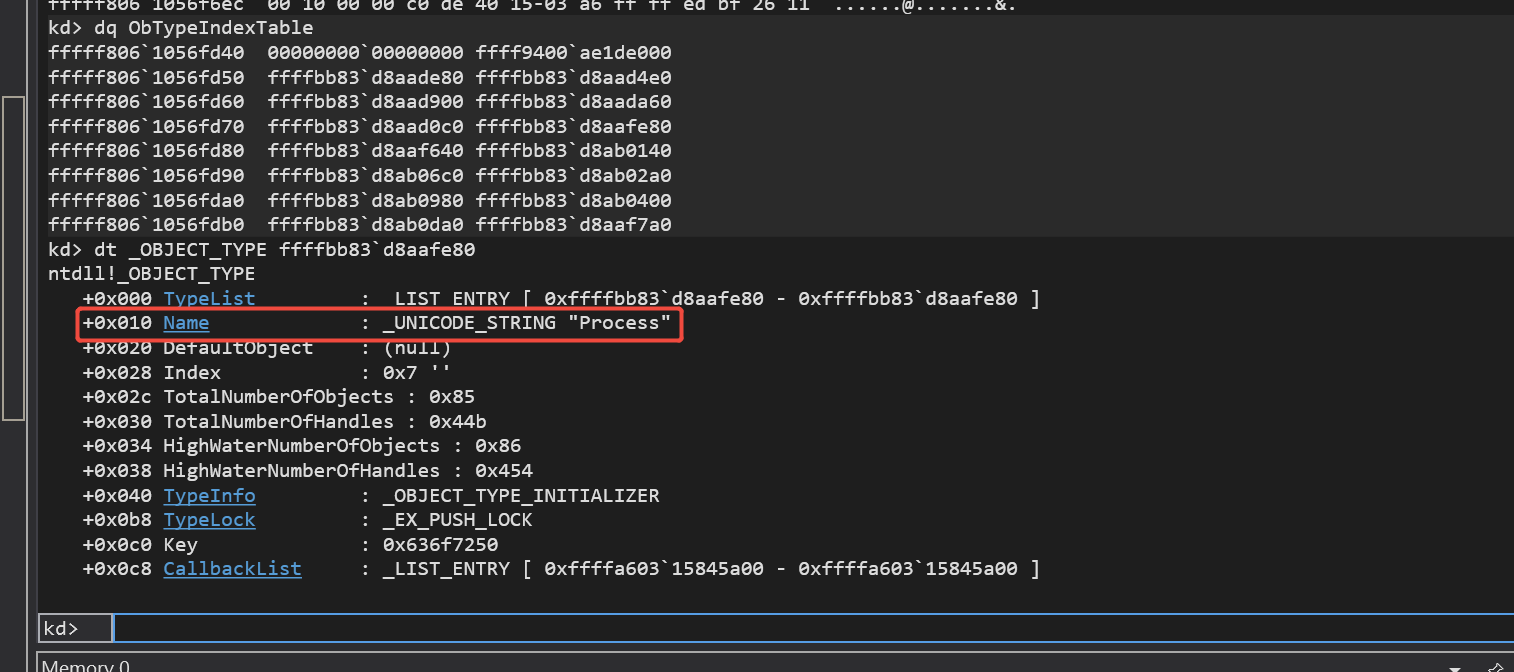 fffff806`1056f6ec  00 10 00 00 c0 de 40 15-03 a6 ff ff ed bf 26 11  ......@.......&.
kd> dq ObTypeIndexTable
fffff806`1056fd40  00000000`00000000 ffff9400`ae1de000
fffff806`1056fd50  ffffbb83`d8aade80 ffffbb83`d8aad4e0
fffff806`1056fd60  ffffbb83`d8aad900 ffffbb83`d8aada60
fffff806`1056fd70  ffffbb83`d8aad0c0 ffffbb83`d8aafe80
fffff806`1056fd80  ffffbb83`d8aaf640 ffffbb83`d8ab0140
fffff806`1056fd90  ffffbb83`d8ab06c0 ffffbb83`d8ab02a0
fffff806`1056fda0  ffffbb83`d8ab0980 ffffbb83`d8ab0400
fffff806`1056fdb0  ffffbb83`d8ab0da0 ffffbb83`d8aaf7a0
kd> dt _OBJECT_TYPE ffffbb83`d8aafe80
ntdll!_OBJECT_TYPE
   +0x000 TypeList         : _LIST_ENTRY [ 0xffffbb83`d8aafe80 - 0xffffbb83`d8aafe80 ]
   +0x010 Name             : _UNICODE_STRING "Process"
   +0x020 DefaultObject    : (null)
   +0x028 Index            : 0x7 ''
   +0x02c TotalNumberOfObjects : 0x85
   +0x030 TotalNumberOfHandles : 0x44b
   +0x034 HighWaterNumberOfObjects : 0x86
   +0x038 HighWaterNumberOfHandles : 0x454
   +0x040 TypeInfo         : _OBJECT_TYPE_INITIALIZER
   +0x0b8 TypeLock         : _EX_PUSH_LOCK
   +0x0c0 Key              : 0x636f7250
   +0x0c8 CallbackList     : _LIST_ENTRY [ 0xffffa603`15845a00 - 0xffffa603`15845a00 ]
kd>
Memory 0